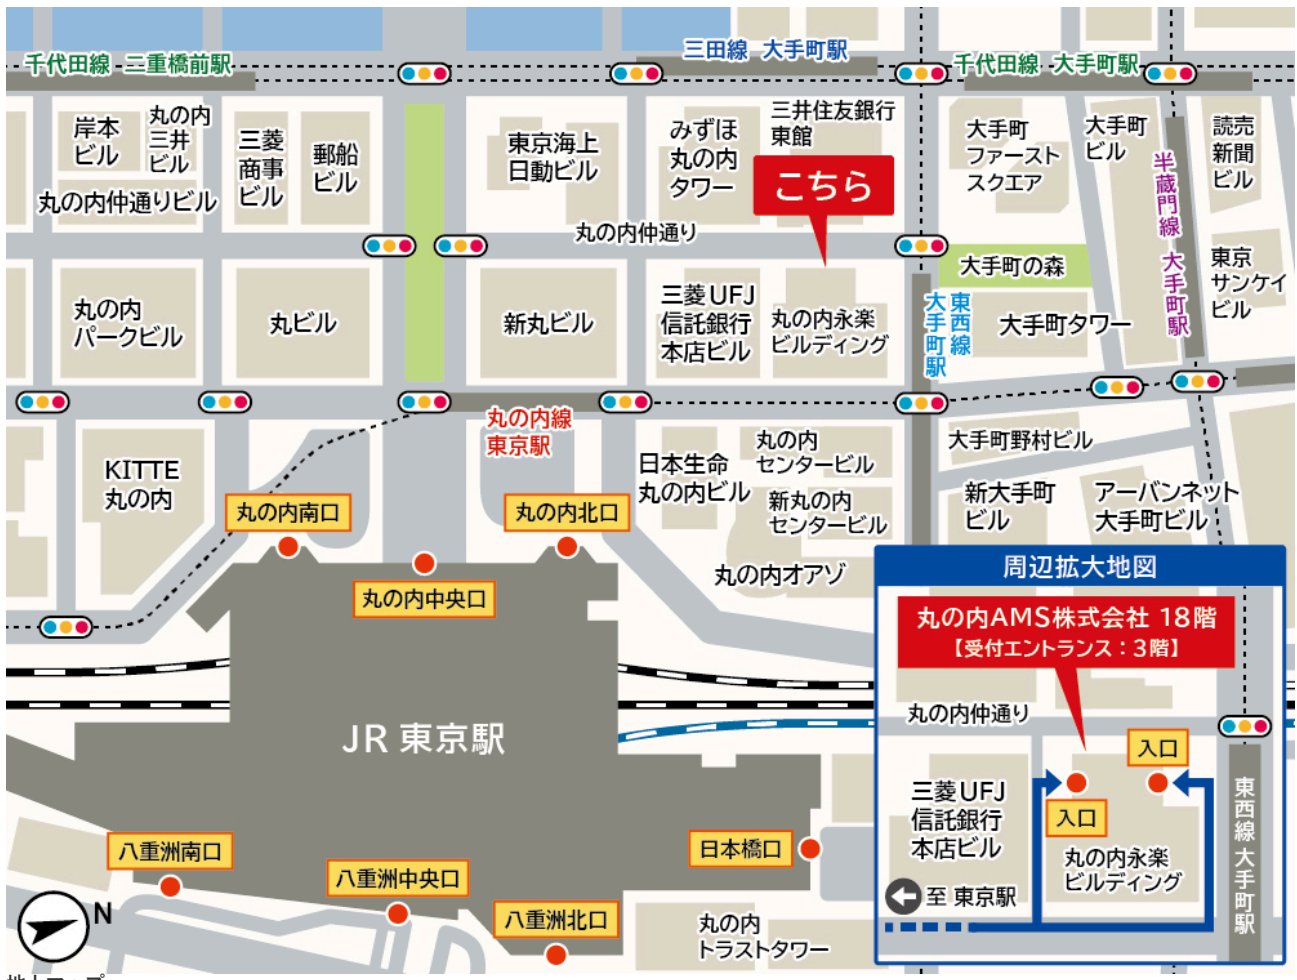 千代田線 二重橋前駅
三田線 大手町駅
千代田線 大手町駅
岸本
ビル
丸の内
三井
ビル
三菱
商事
ビル
郵船
ビル
丸の内仲通りビル
東京海上
日動ビル
みずほ
丸の内
タワー
三井住友銀行
東館
こちら
大手町
ファースト
スクエア
大手町
ビル
半蔵門線 大手町駅
読売
新聞
ビル
丸の内仲通り
大手町の森
東京
サンケイ
ビル
丸の内
パークビル
丸ビル
新丸ビル
三菱UFJ
信託銀行
本店ビル
丸の内永楽
ビルディング
東西線
大手町駅
大手町タワー
丸の内線
東京駅
KITTE
丸の内
日本生命
丸の内ビル
丸の内
センタービル
新丸の内
センタービル
大手町野村ビル
新大手町
ビル
アーバンネット
大手町ビル
丸の内南口
丸の内北口
丸の内中央口
丸の内オアゾ
JR 東京駅
八重洲南口
八重洲中央口
八重洲北口
日本橋口
丸の内
トラストタワー
N
周辺拡大地図
丸の内AMS株式会社 18階
【受付エントランス：3階】
丸の内仲通り
入口
入口
三菱UFJ
信託銀行
本店ビル
丸の内永楽
ビルディング
至 東京駅
東西線 大手町駅